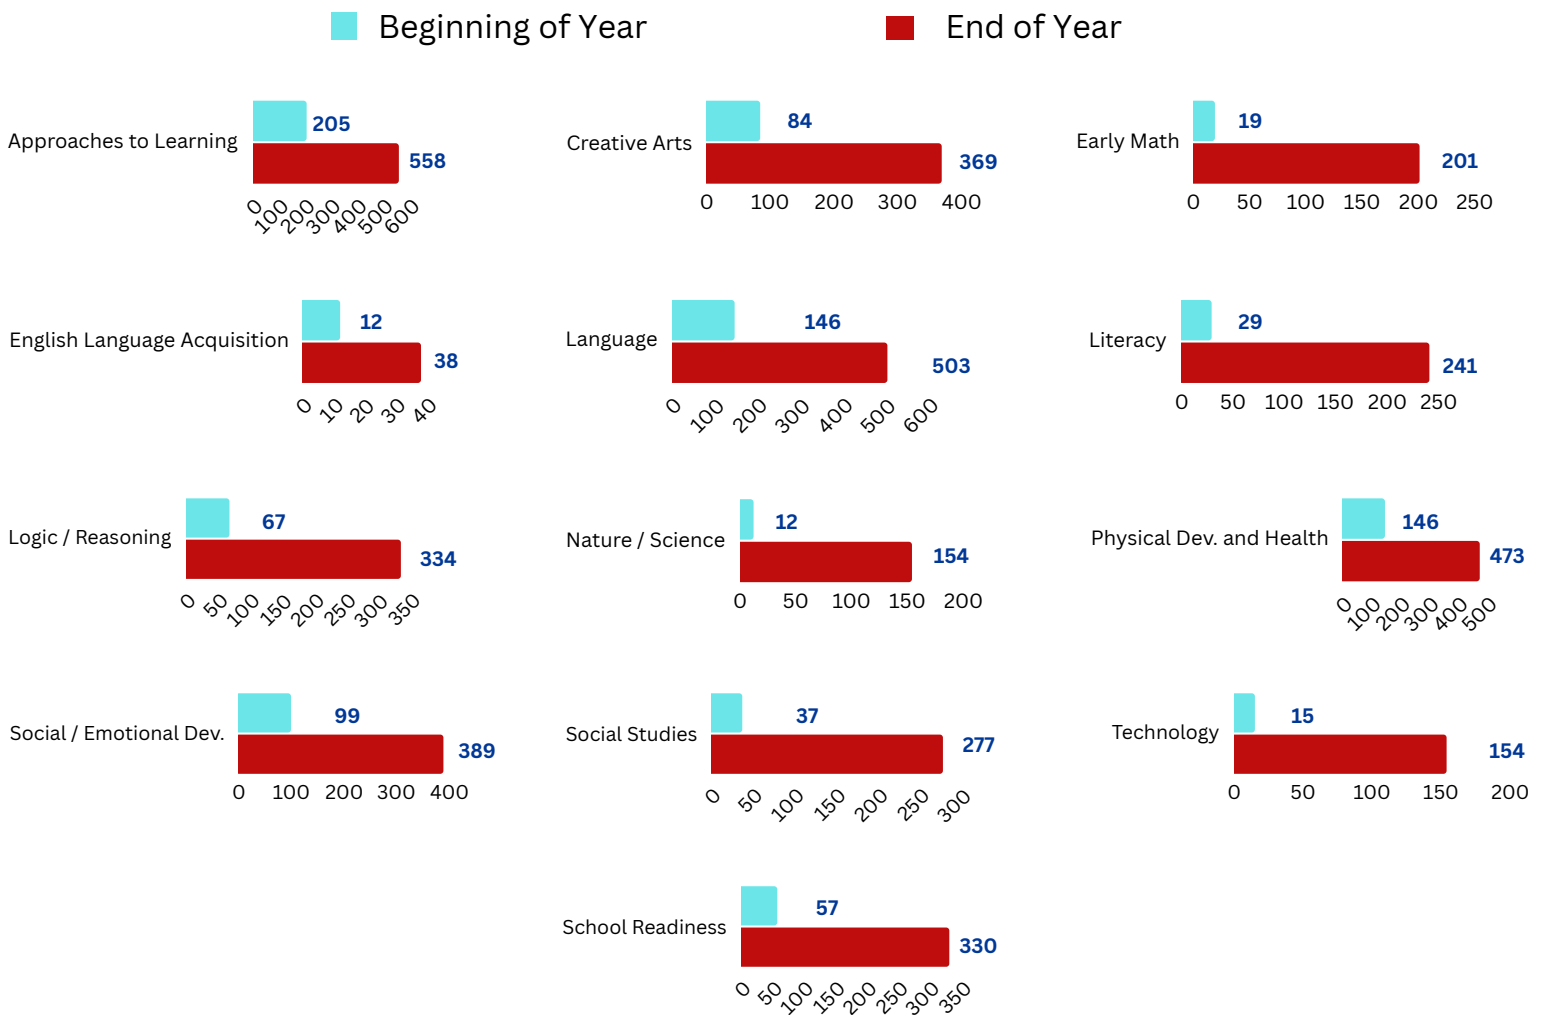 Beginning of Year End of Year
Approaches to Learning
205
558
0 100 200 300 400 500 600
Creative Arts
84
369
0 100 200 300 400
Early Math
19
201
0 50 100 150 200 250
English Language Acquisition
12
38
0 10 20 30 40
Language
146
503
0 100 200 300 400 500 600
Literacy
29
241
0 50 100 150 200 250
Logic / Reasoning
67
334
0 50 100 150 200 250 300 350
Nature / Science
12
154
0 50 100 150 200
Physical Dev. and Health
146
473
0 100 200 300 400 500
Social / Emotional Dev.
99
389
0 100 200 300 400
Social Studies
37
277
0 50 100 150 200 250 300
Technology
15
154
0 50 100 150 200
School Readiness
57
330
0 50 100 150 200 250 300 350